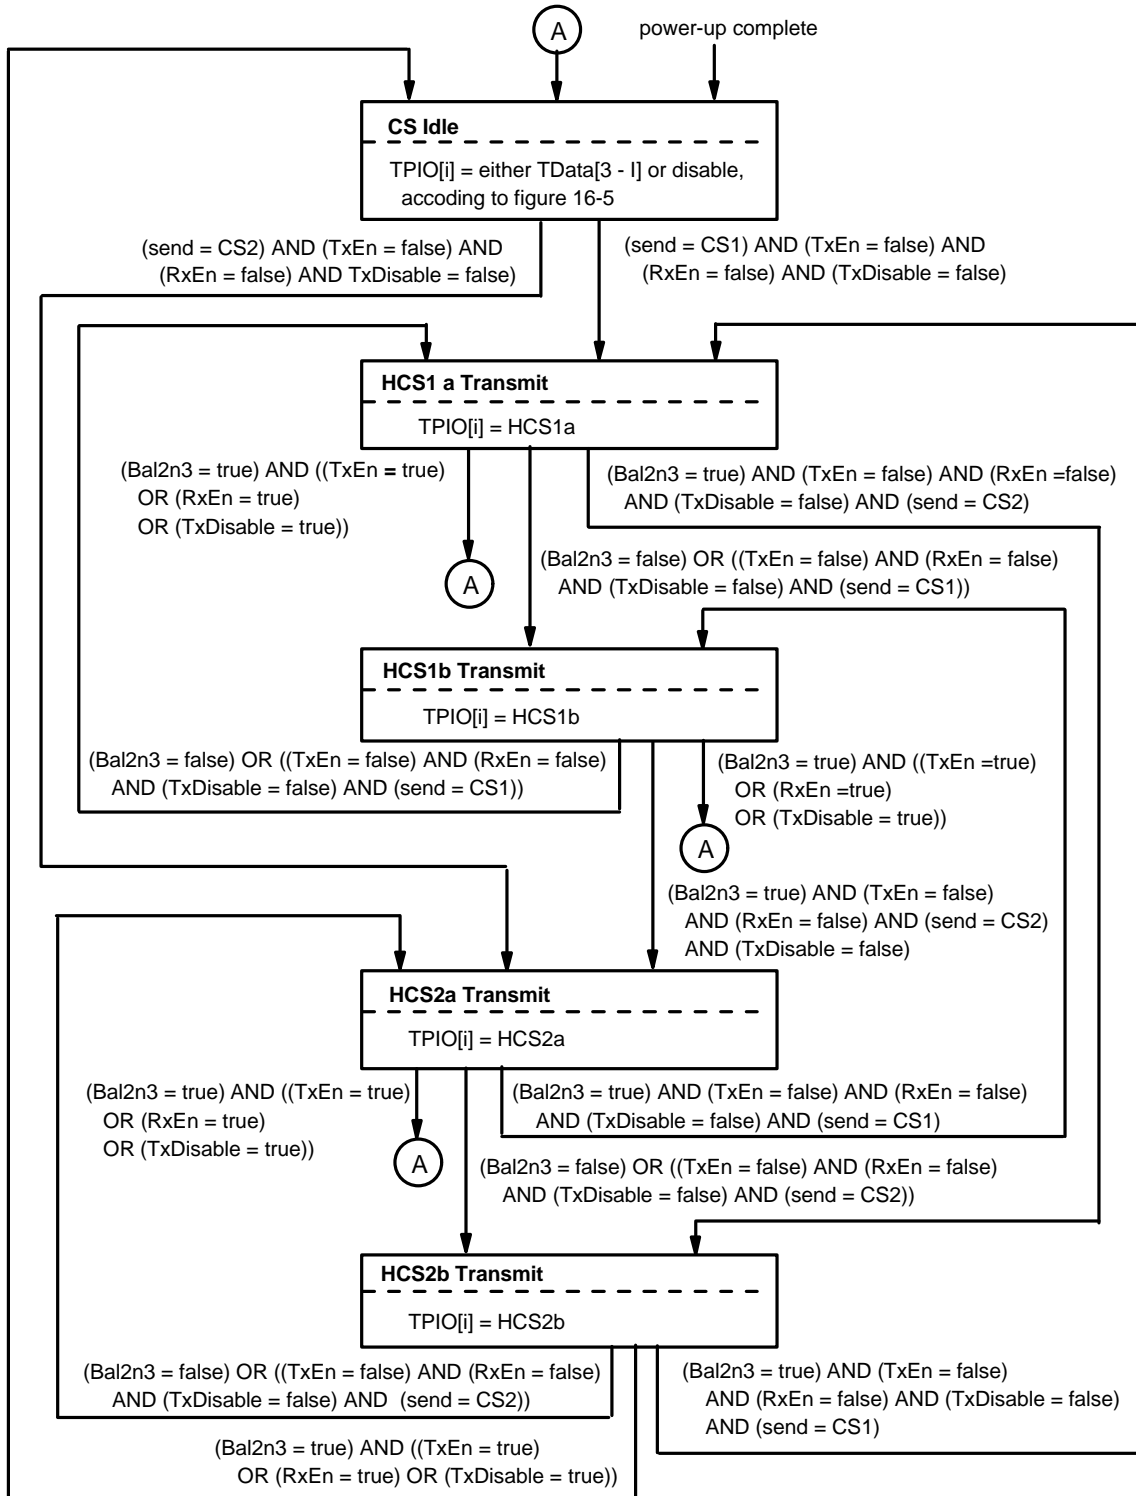 A
power-up complete
CS Idle
TPIO[i] = either TData[3 - I] or disable,
accoding to figure 16-5
(send = CS2) AND (TxEn = false) AND
(RxEn = false) AND TxDisable = false)
(send = CS1) AND (TxEn = false) AND
(RxEn = false) AND (TxDisable = false)
HCS1 a Transmit
TPIO[i] = HCS1a
(Bal2n3 = true) AND ((TxEn = true)
OR (RxEn = true)
OR (TxDisable = true))
(Bal2n3 = true) AND (TxEn = false) AND (RxEn =false)
AND (TxDisable = false) AND (send = CS2)
A
(Bal2n3 = false) OR ((TxEn = false) AND (RxEn = false)
AND (TxDisable = false) AND (send = CS1))
HCS1b Transmit
TPIO[i] = HCS1b
(Bal2n3 = false) OR ((TxEn = false) AND (RxEn = false)
AND (TxDisable = false) AND (send = CS1))
(Bal2n3 = true) AND ((TxEn =true)
OR (RxEn =true)
OR (TxDisable = true))
A
(Bal2n3 = true) AND (TxEn = false)
AND (RxEn = false) AND (send = CS2)
AND (TxDisable = false)
HCS2a Transmit
TPIO[i] = HCS2a
(Bal2n3 = true) AND ((TxEn = true)
OR (RxEn = true)
OR (TxDisable = true))
(Bal2n3 = true) AND (TxEn = false) AND (RxEn = false)
AND (TxDisable = false) AND (send = CS1)
A
(Bal2n3 = false) OR ((TxEn = false) AND (RxEn = false)
AND (TxDisable = false) AND (send = CS2))
HCS2b Transmit
TPIO[i] = HCS2b
(Bal2n3 = false) OR ((TxEn = false) AND (RxEn = false)
AND (TxDisable = false) AND (send = CS2))
(Bal2n3 = true) AND (TxEn = false)
AND (RxEn = false) AND (TxDisable = false)
AND (send = CS1)
(Bal2n3 = true) AND ((TxEn = true)
OR (RxEn = true) OR (TxDisable = true))